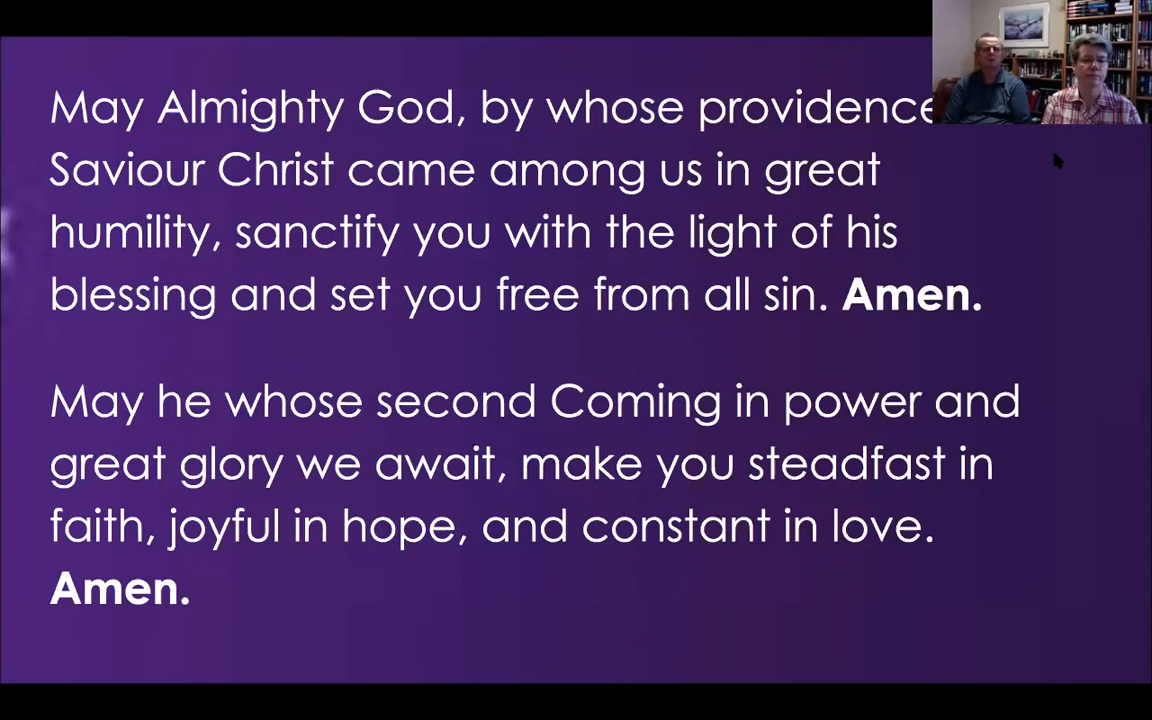 May Almighty God, by whose providence
Saviour Christ came among us in great
humility, sanctify you with the light of his
blessing and set you free from all sin. Amen.
May he whose second Coming in power and
great glory we await, make you steadfast in
faith, joyful in hope, and constant in love.
Amen.